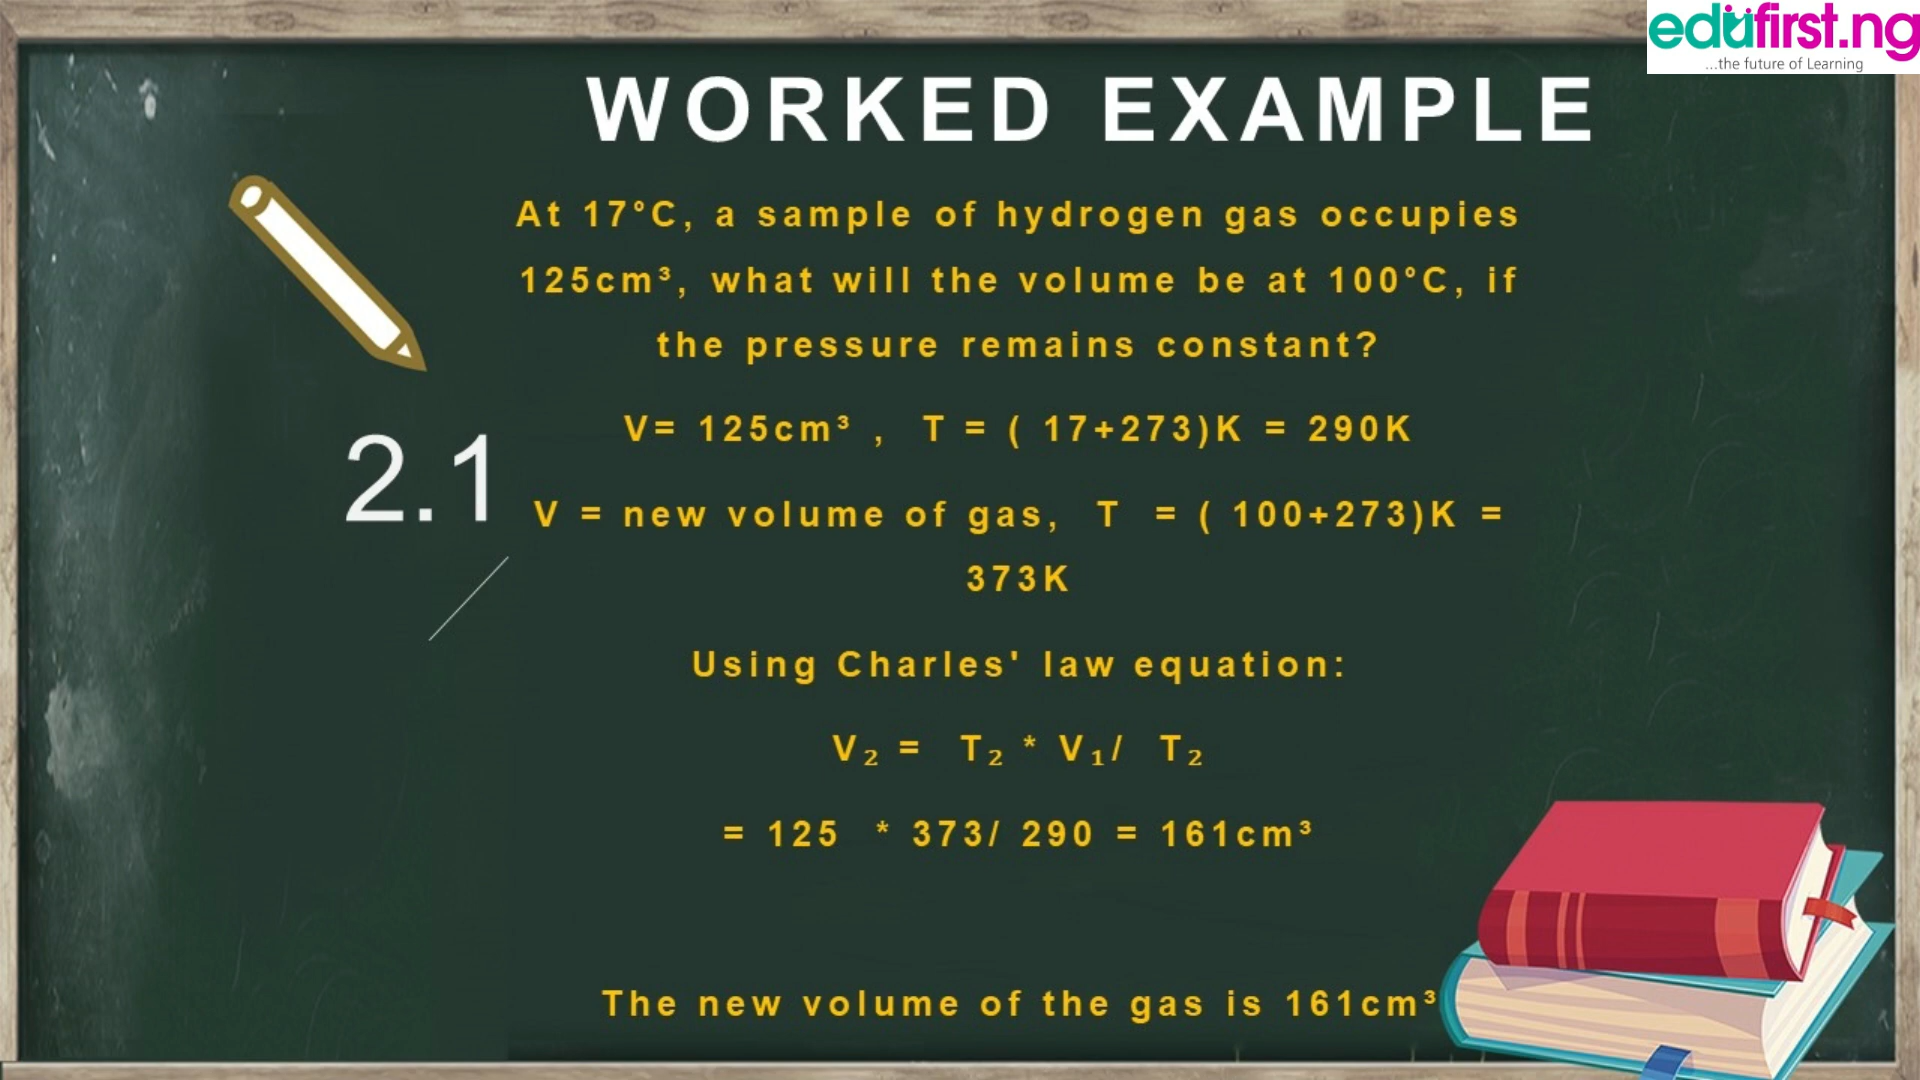 edufirst.ng
...the future of Learning
WORKED EXAMPLE
At 17°C, a sample of hydrogen gas occupies
125cm³, what will the volume be at 100°C, if
the pressure remains constant?
V= 125cm³ , T = ( 17+273)K = 290K
2.1
V = new volume of gas, T = ( 100+273)K =
373K
Using Charles' law equation:
V₂ = T₂ * V₁/ T₂
= 125 * 373/ 290 = 161cm³
The new volume of the gas is 161cm³